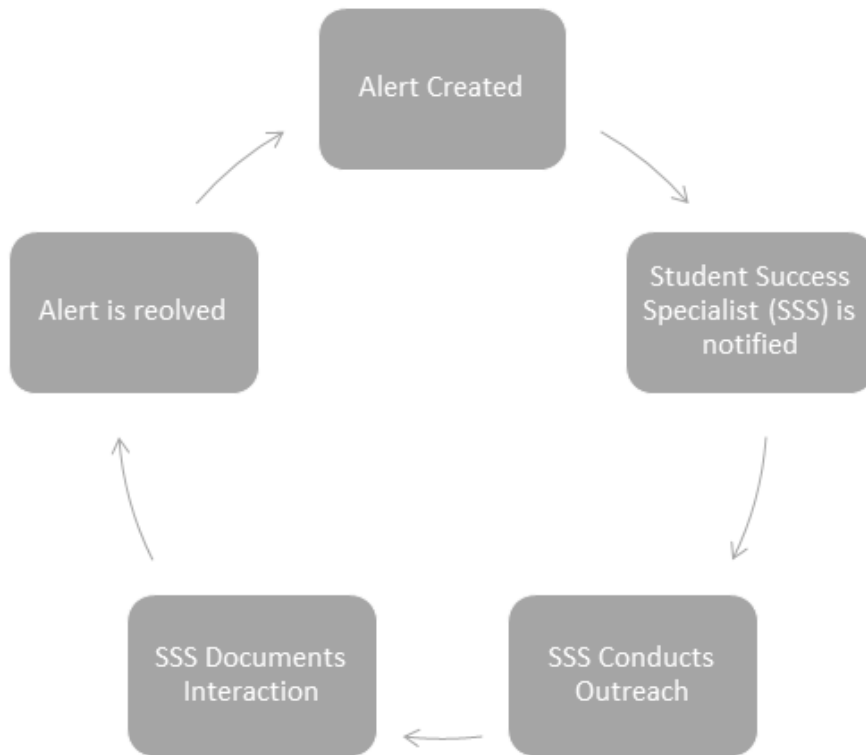 Alert Created
Student Success
Specialist (SSS) is
notified
SSS Conducts
Outreach
SSS Documents
Interaction
Alert is reolved